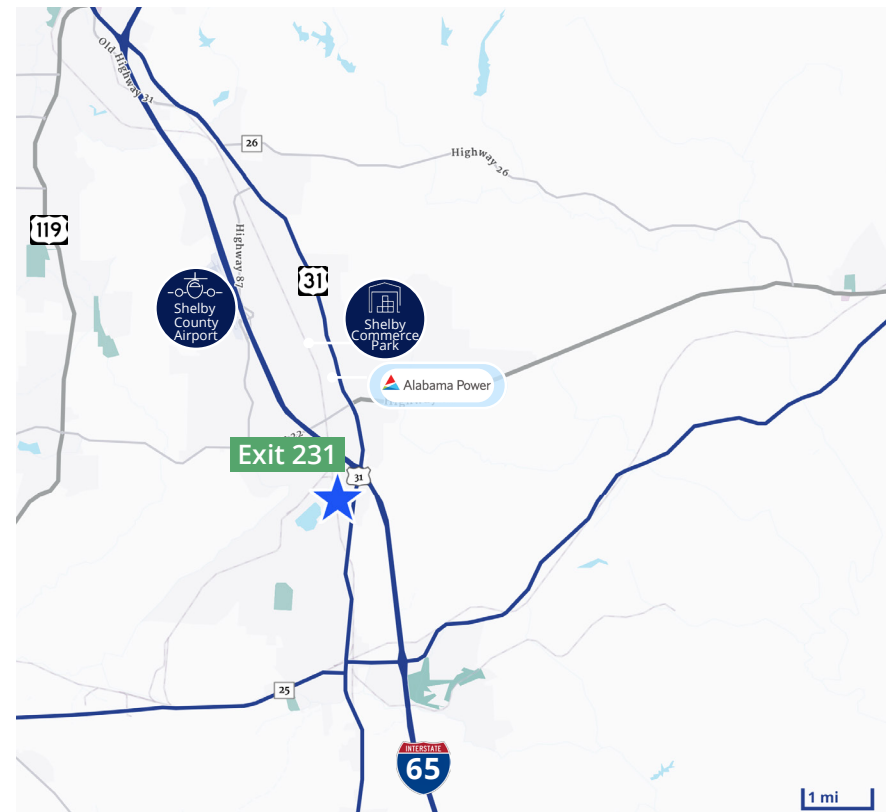 Old Highway 31
26
Highway 26
119
Highway 87
31
Shelby
County
Airport
Shelby
Commerce
Park
Alabama Power
22
Exit 231
31
25
INTERSTATE
65
1 mi